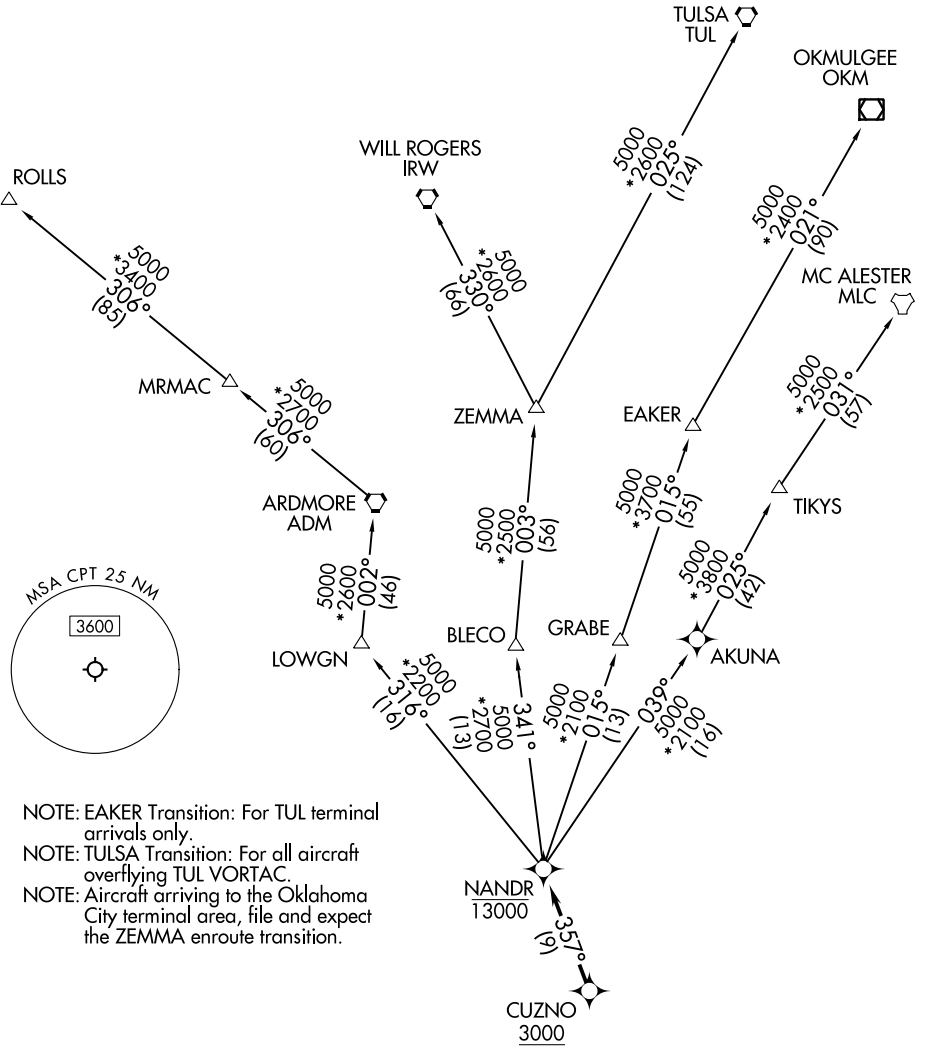 TULSA
TUL
OKMULGEE
OKM
WILL ROGERS
IRW
ROLLS
5000
*2600
025°
(124)
5000
*2400
021°
(90)
5000
*3400
306°
(85)
5000
*2600
330°
(66)
MC ALESTER
MLC
MRMAC
5000
*2700
306°
(60)
ZEMMA
EAKER
5000
*2500
031°
(57)
ARDMORE
ADM
5000
*2500
003°
(56)
5000
*3700
015°
(55)
TIKYS
5000
*2600
002°
(46)
5000
*3800
025°
(42)
MSA CPT 25 NM
3600
LOWGN
BLECO
GRABE
AKUNA
5000
*2200
316°
(16)
341°
5000
*2700
(13)
5000
*2100
015°
(13)
039°
5000
*2100
(16)
NOTE: EAKER Transition: For TUL terminal
arrivals only.
NOTE: TULSA Transition: For all aircraft
overflying TUL VORTAC.
NOTE: Aircraft arriving to the Oklahoma
City terminal area, file and expect
the ZEMMA enroute transition.
NANDR
13000
357°
(9)
CUZNO
3000